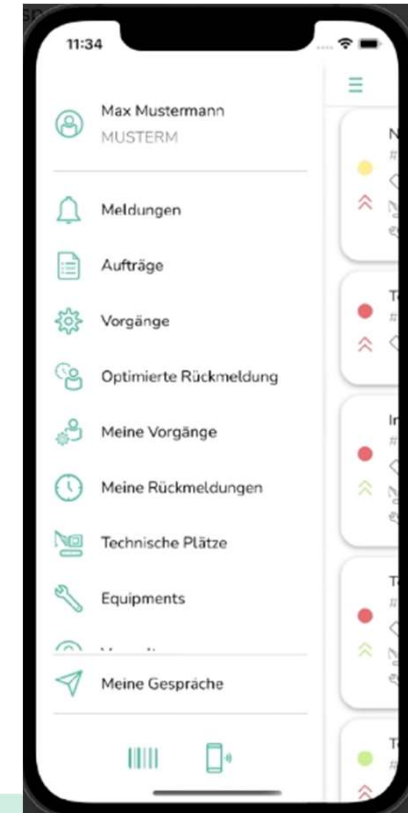 11:34
Max Mustermann
MUSTERM
Meldungen
Aufträge
Vorgänge
Optimierte Rückmeldung
Meine Vorgänge
Meine Rückmeldungen
Technische Plätze
Equipments
Meine Gespräche
N
#
T
#
In
#
T
#
T
#